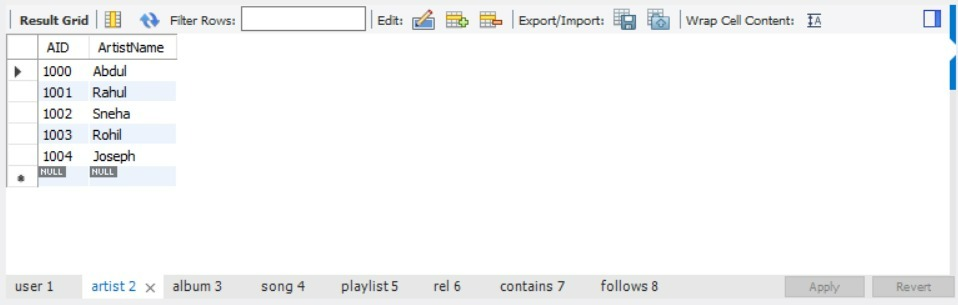 Result Grid Filter Rows: Edit: Export/Import: Wrap Cell Content: IA
AID ArtistName
1000 Abdul
1001 Rahul
1002 Sneha
1003 Rohil
1004 Joseph
NULL NULL
user 1 artist 2 album 3 song 4 playlist 5 rel 6 contains 7 follows 8 Apply Revert